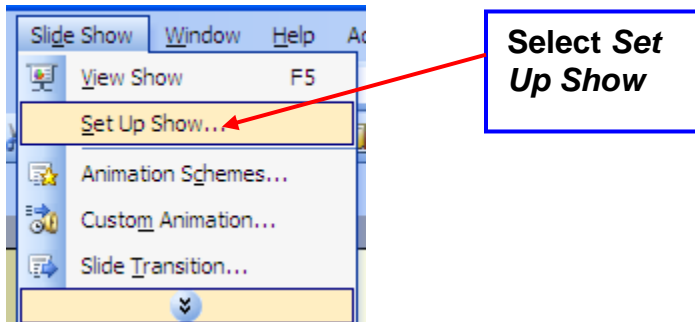 Slide Show Window Help
View Show F5
Set Up Show...
Animation Schemes...
Custom Animation...
Slide Transition...
Select Set
Up Show